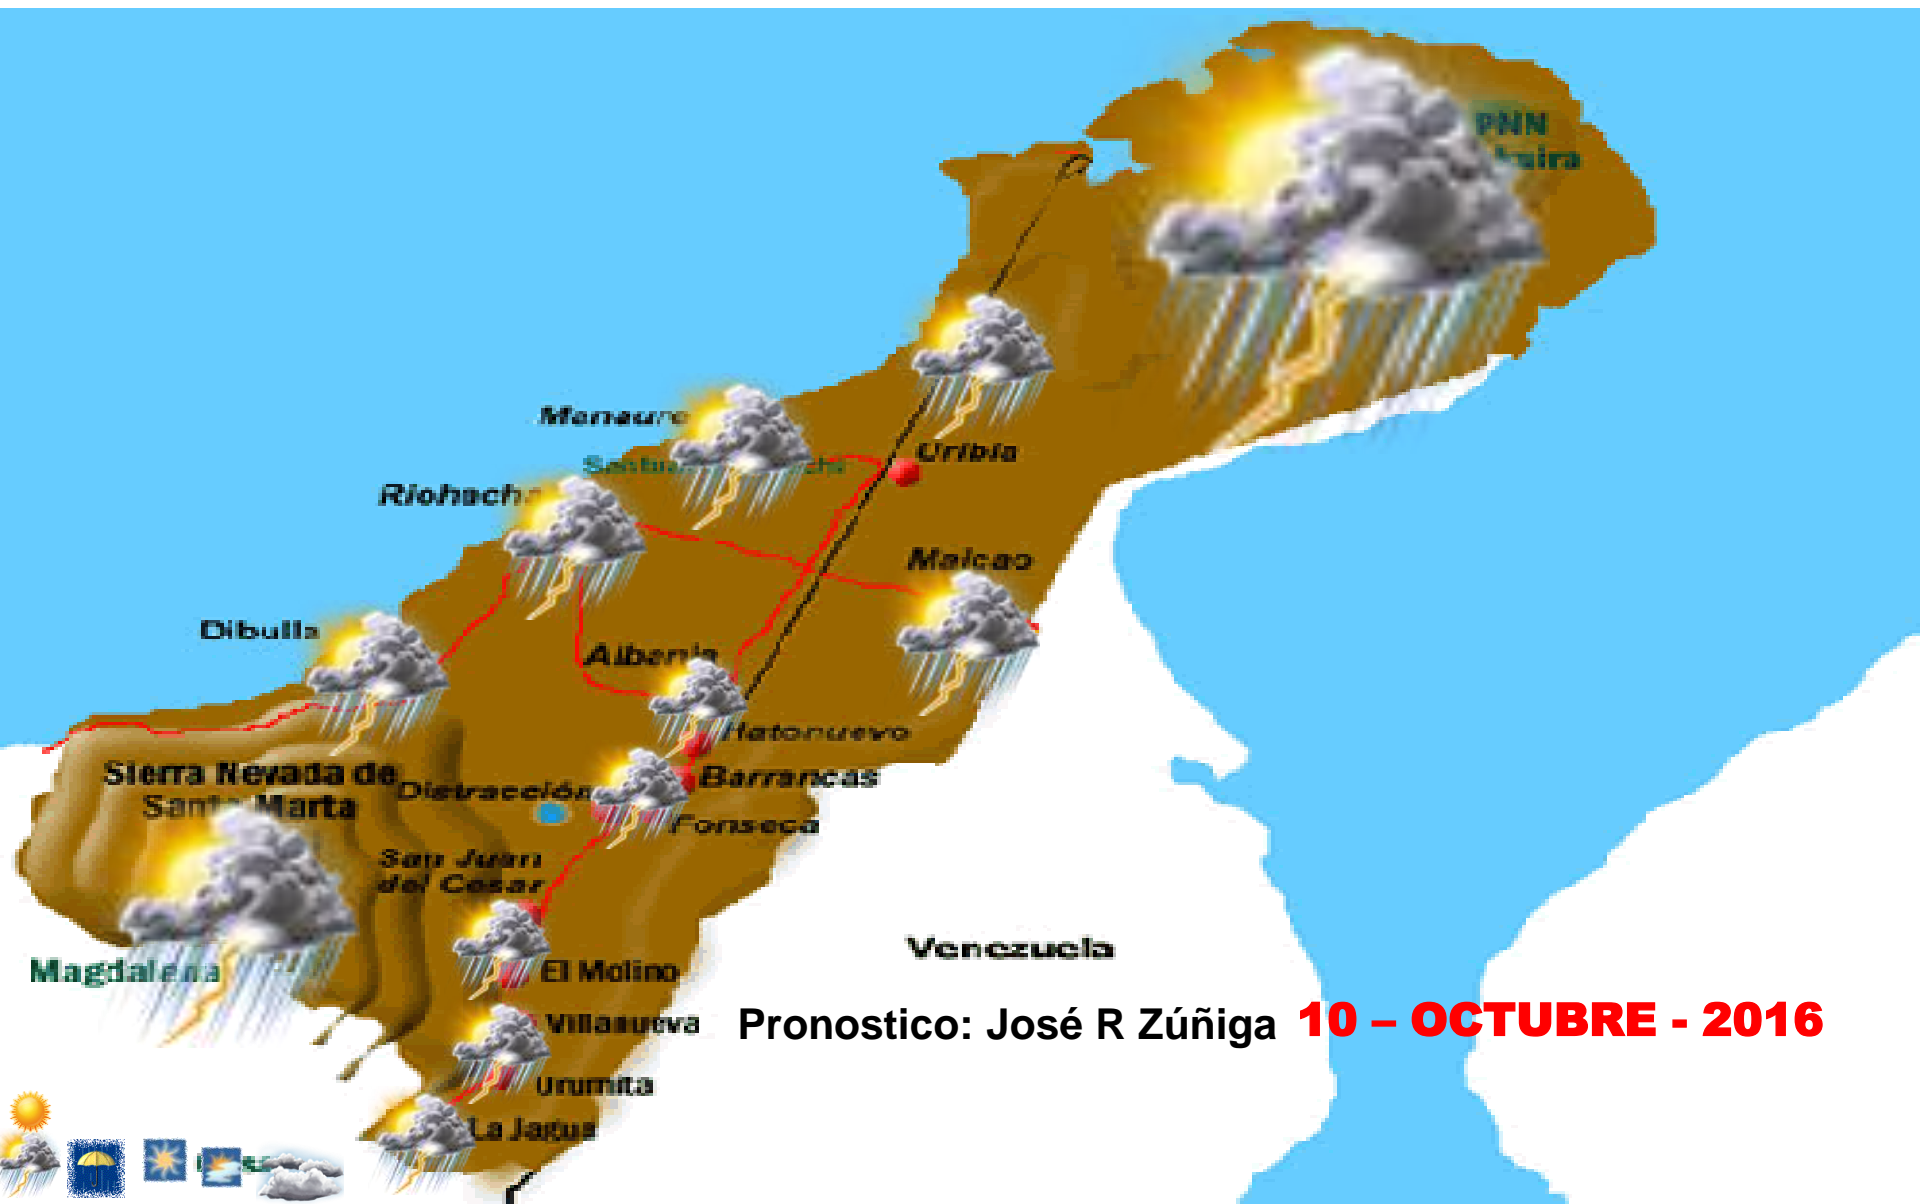 PNN
Manaure
Uribia
Riohacha
Maicao
Dibulla
Albania
Hatonuevo
Sierra Nevada de
Santa Marta
Distracción
Barrancas
Fonseca
San Juan
del Cesar
Venezuela
Magdalena
El Molino
Villanueva
Pronostico: José R Zúñiga 10 – OCTUBRE - 2016
Urumita
La Jagua